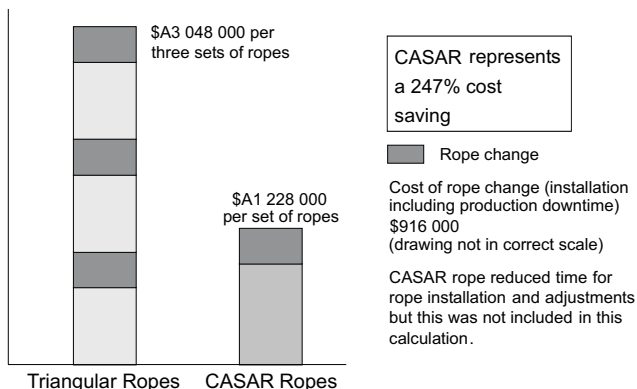 $A3 048 000 per
three sets of ropes
CASAR represents
a 247% cost
saving
Rope change
$A1 228 000
per set of ropes
Cost of rope change (installation
including production downtime)
$916 000
(drawing not in correct scale)
CASAR rope reduced time for
rope installation and adjustments
but this was not included in this
calculation.
Triangular Ropes
CASAR Ropes